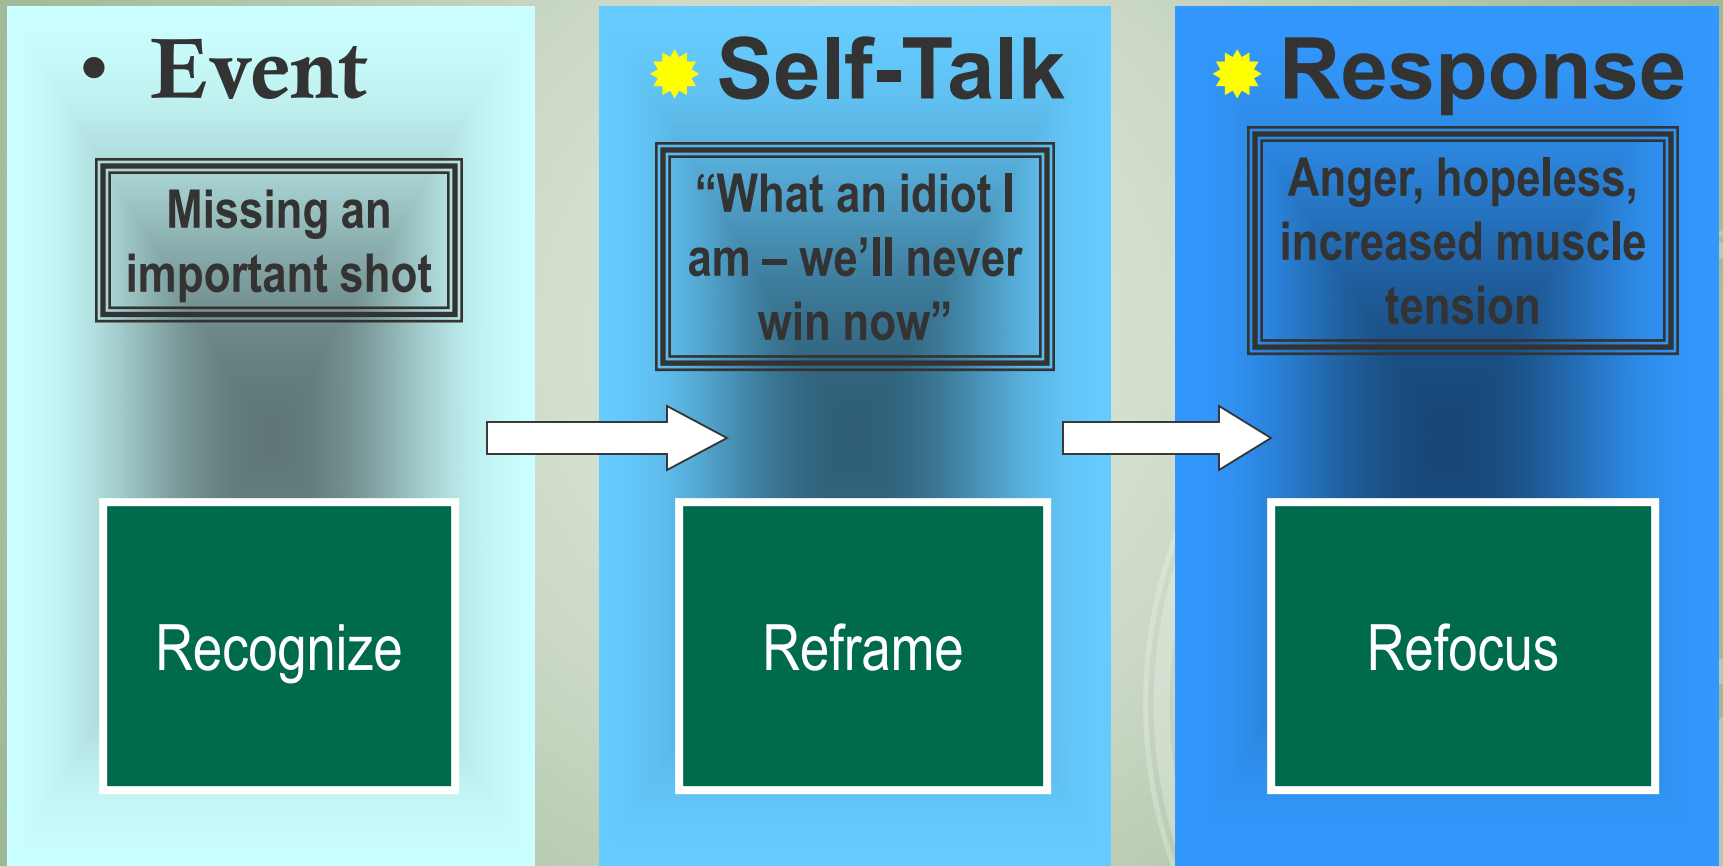 • Event
Missing an
important shot
Recognize
Self-Talk
“What an idiot I
am – we’ll never
win now”
Reframe
Response
Anger, hopeless,
increased muscle
tension
Refocus